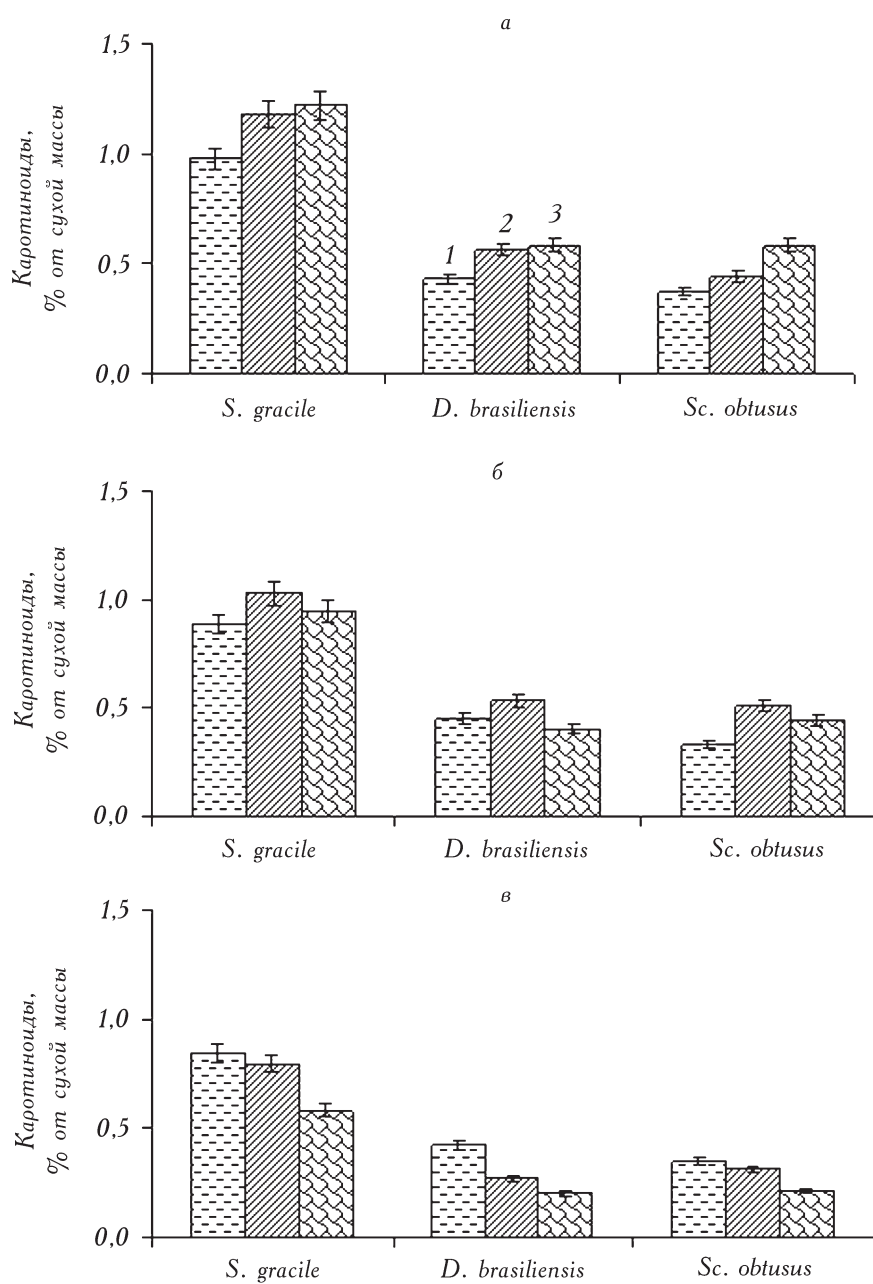 а
1,5
1,0
0,5
0,0
Каротиноиды,
% от сухой массы
1
2
3
S. gracile
D. brasiliensis
Sc. obtusus
б
1,5
1,0
0,5
0,0
Каротиноиды,
% от сухой массы
S. gracile
D. brasiliensis
Sc. obtusus
в
1,5
1,0
0,5
0,0
Каротиноиды,
% от сухой массы
S. gracile
D. brasiliensis
Sc. obtusus